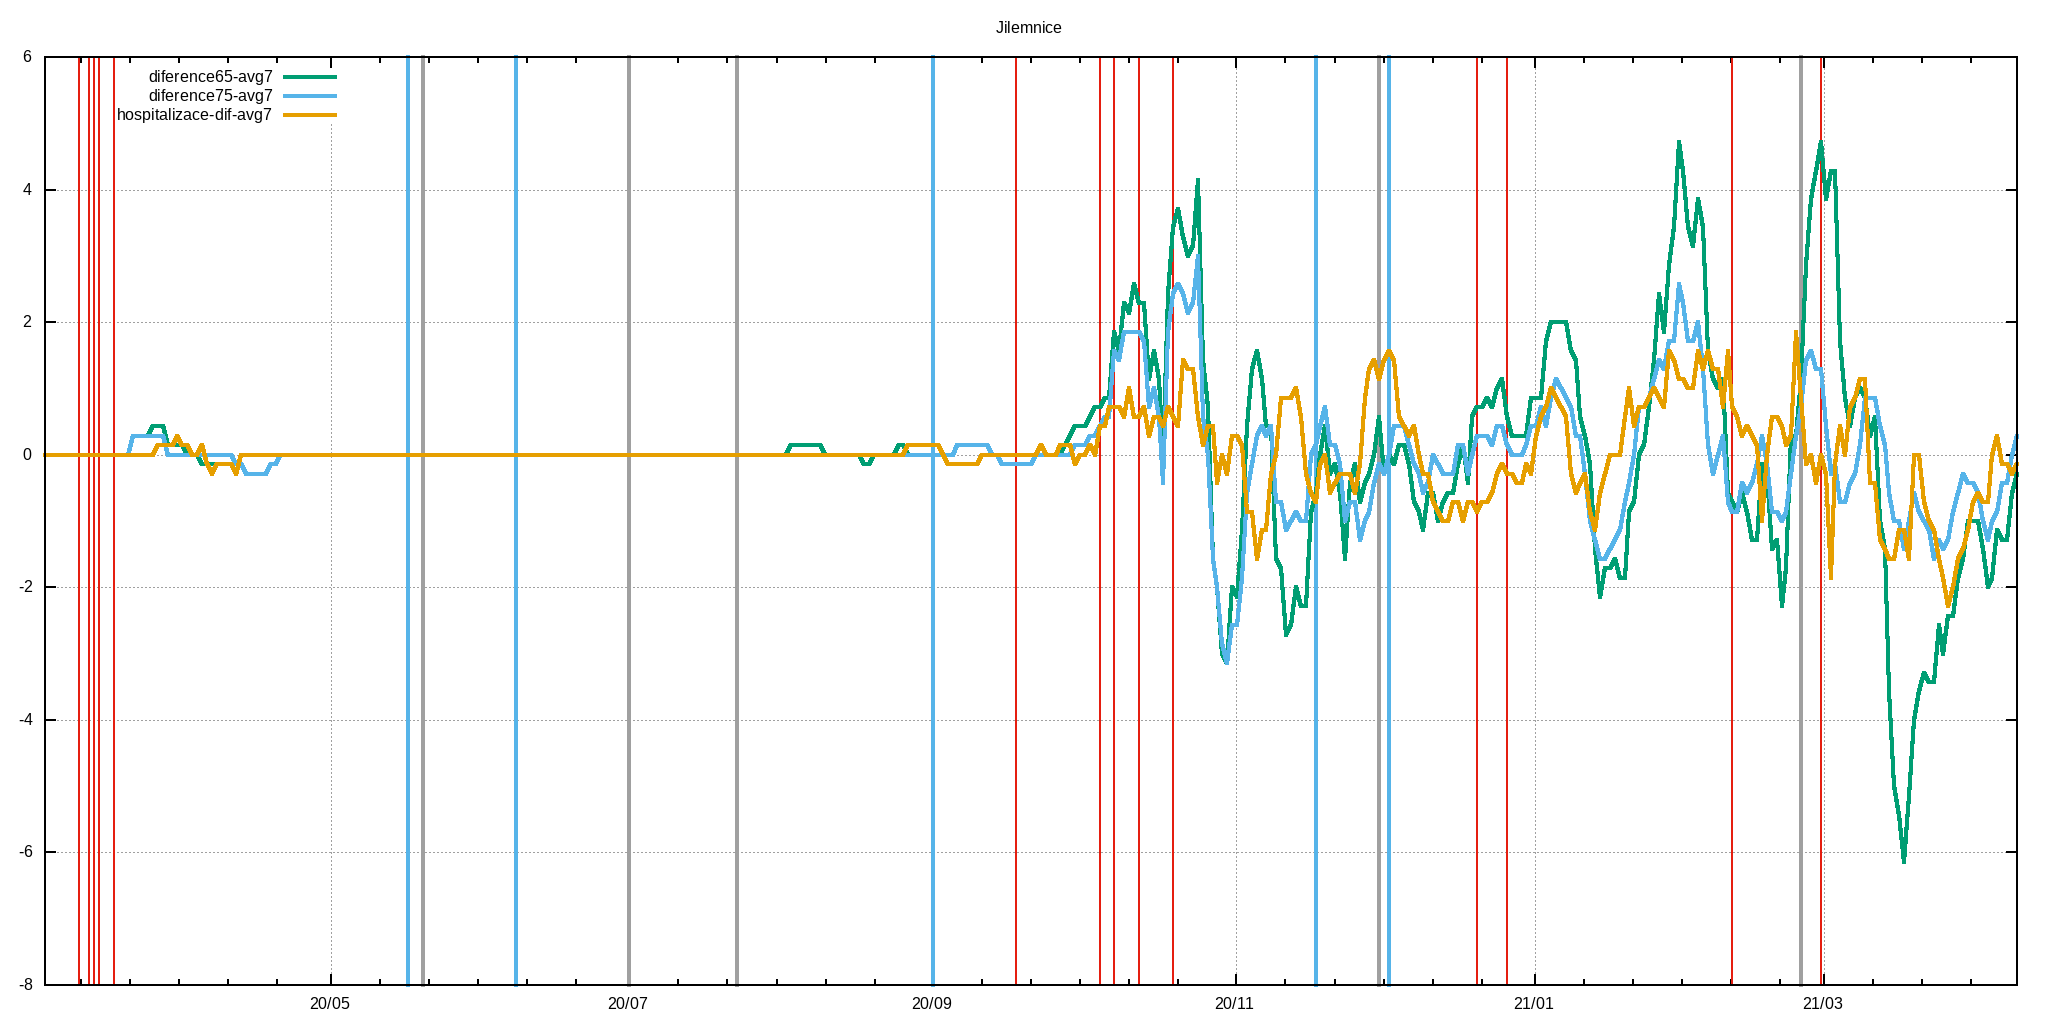 Jilemnice
diference65-avg7
diference75-avg7
hospitalizace-dif-avg7
6
4
2
0
-2
-4
-6
-8
20/05 20/07 20/09 20/11 21/01 21/03